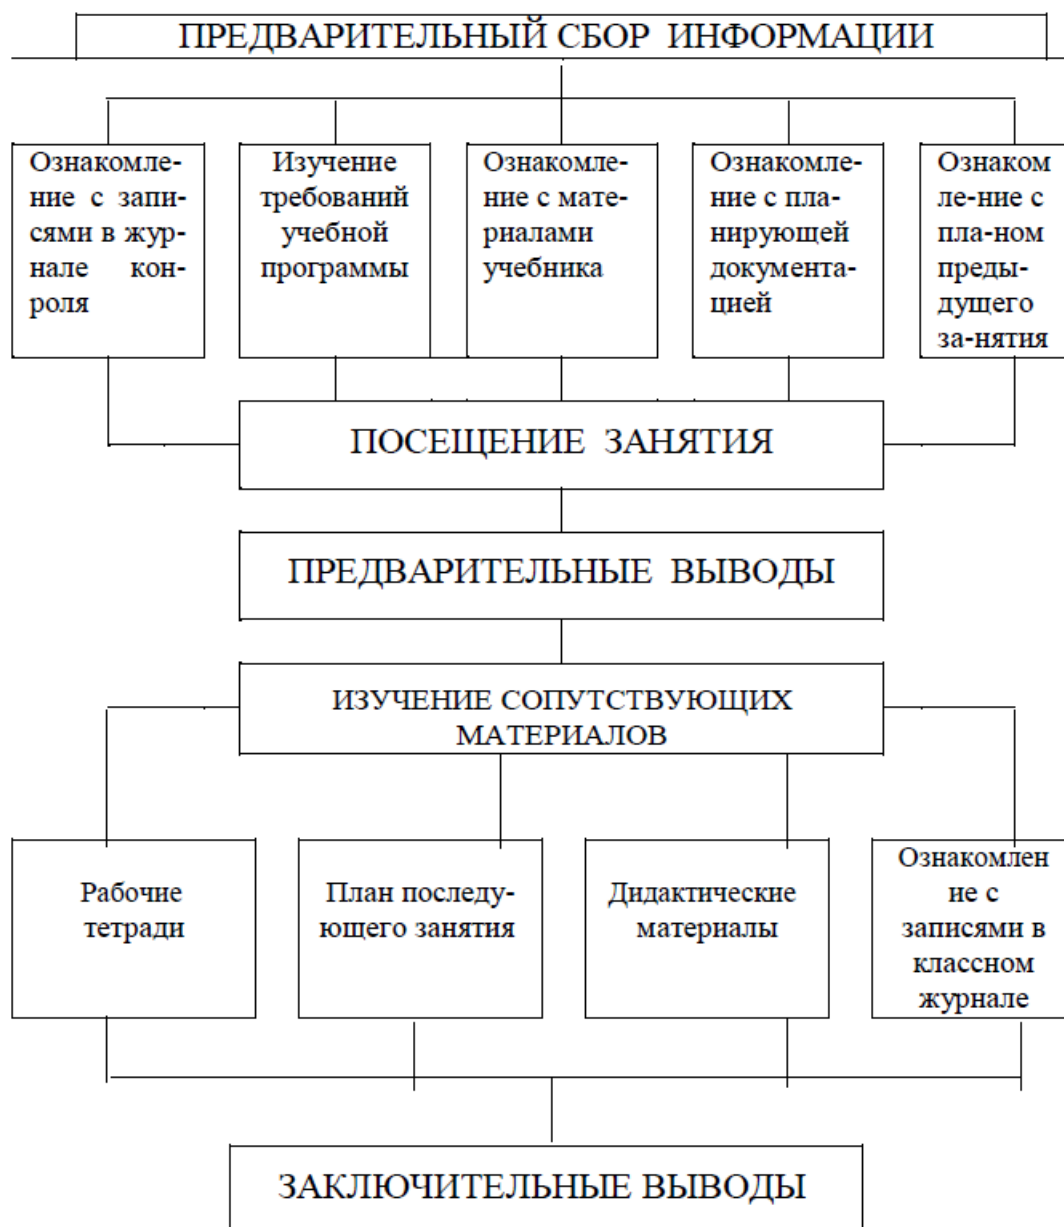 ПРЕДВАРИТЕЛЬНЫЙ СБОР ИНФОРМАЦИИ
Ознакомле-
ние с запи-
сями в жур-
нале кон-
роля
Изучение
требований
учебной
программы
Ознакомле-
ние с мате-
риалами
учебника
Ознакомле-
ние с пла-
нирующей
документа-
цией
Ознаком
ле-ние с
пла-ном
преды-
дущего
за-нятия
ПОСЕЩЕНИЕ ЗАНЯТИЯ
ПРЕДВАРИТЕЛЬНЫЕ ВЫВОДЫ
ИЗУЧЕНИЕ СОПУТСТВУЮЩИХ
МАТЕРИАЛОВ
Рабочие
тетради
План последу-
ющего занятия
Дидактические
материалы
Ознакомлен
ие с
записями в
классном
журнале
ЗАКЛЮЧИТЕЛЬНЫЕ ВЫВОДЫ